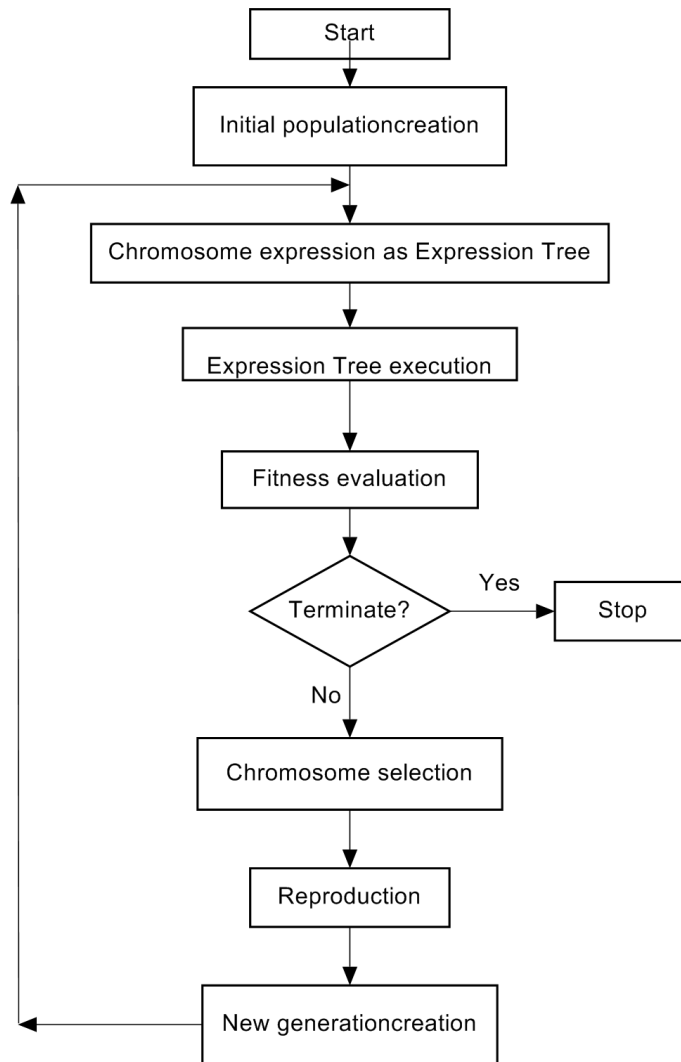 Start
Initial populationcreation
Chromosome expression as Expression Tree
Expression Tree execution
Fitness evaluation
Terminate?
Yes
Stop
No
Chromosome selection
Reproduction
New generationcreation